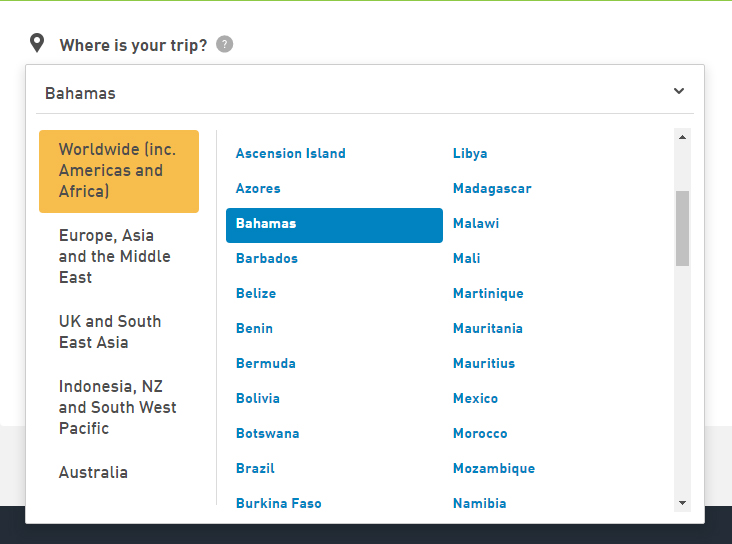 Where is your trip? ?
Bahamas
Worldwide (inc.
Americas and
Africa)
Europe, Asia
and the Middle
East
UK and South
East Asia
Indonesia, NZ
and South West
Pacific
Australia
Ascension Island
Azores
Bahamas
Barbados
Belize
Benin
Bermuda
Bolivia
Botswana
Brazil
Burkina Faso
Libya
Madagascar
Malawi
Mali
Martinique
Mauritania
Mauritius
Mexico
Morocco
Mozambique
Namibia